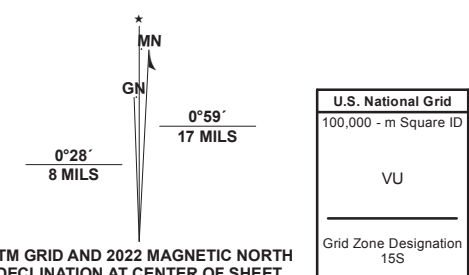 ★
MN
GN
0°59´
17 MILS
0°28´
8 MILS
TM GRID AND 2022 MAGNETIC NORTH
DECLINATION AT CENTER OF SHEET
U.S. National Grid
100,000 - m Square ID
VU
Grid Zone Designation
15S